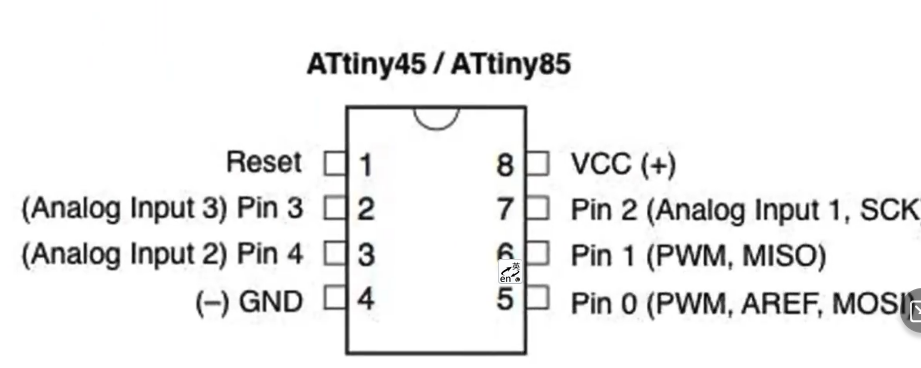 ATtiny45 / ATtiny85
Reset 1 8 VCC (+)
(Analog Input 3) Pin 3 2 7 Pin 2 (Analog Input 1, SCK
(Analog Input 2) Pin 4 3 6 Pin 1 (PWM, MISO)
英
en
(–) GND 4 5 Pin 0 (PWM, AREF, MOSI)